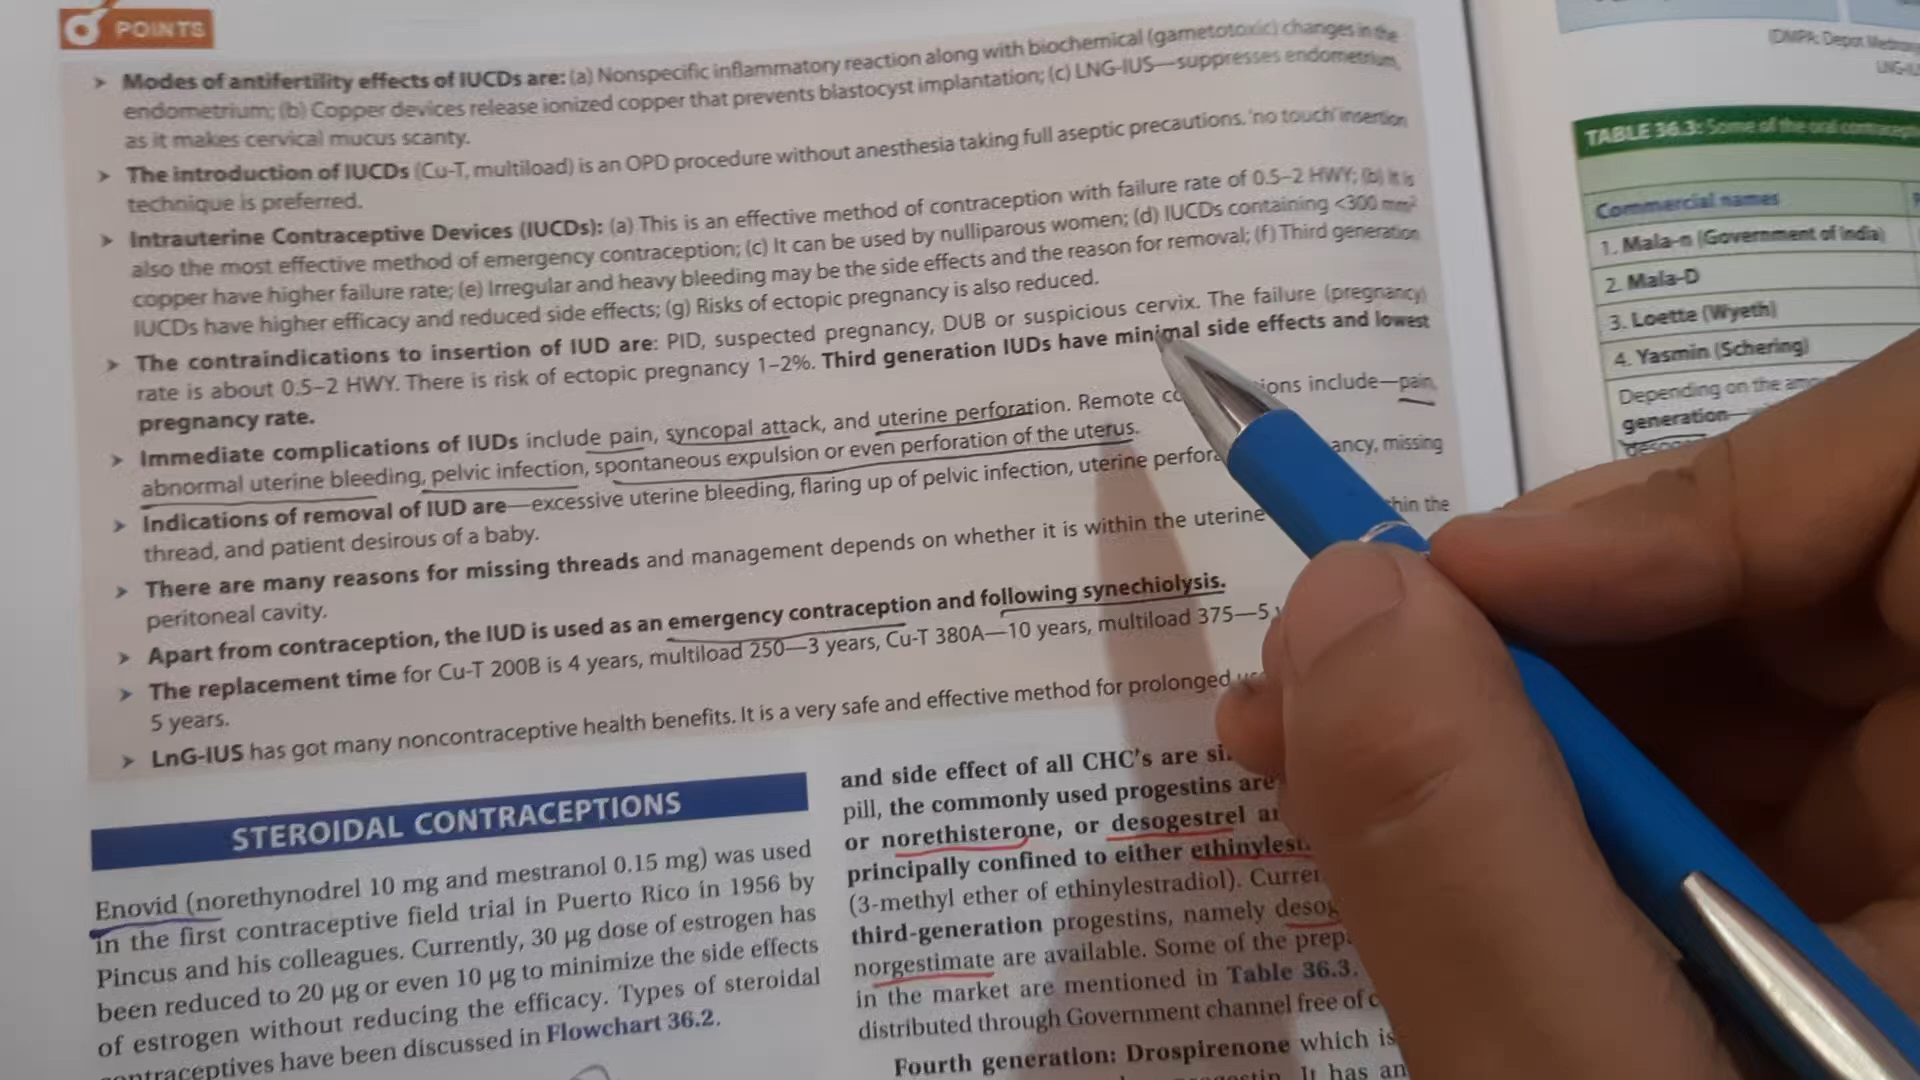 POINTS
➤ Modes of antifertility effects of IUCDs are: (a) Nonspecific inflammatory reaction along with biochemical (gametotoxic) changes in the
endometrium; (b) Copper devices release ionized copper that prevents blastocyst implantation; (c) LNG-IUS—suppresses endometrium,
as it makes cervical mucus scanty.
➤ The introduction of IUCDs (Cu-T, multiload) is an OPD procedure without anesthesia taking full aseptic precautions. 'no touch' insertion
technique is preferred.
➤ Intrauterine Contraceptive Devices (IUCDs): (a) This is an effective method of contraception with failure rate of 0.5–2 HWY; (b) It is
also the most effective method of emergency contraception; (c) It can be used by nulliparous women; (d) IUCDs containing <300 mm²
copper have higher failure rate; (e) Irregular and heavy bleeding may be the side effects and the reason for removal; (f) Third generation
IUCDs have higher efficacy and reduced side effects; (g) Risks of ectopic pregnancy is also reduced.
➤ The contraindications to insertion of IUD are: PID, suspected pregnancy, DUB or suspicious cervix. The failure (pregnancy)
rate is about 0.5–2 HWY. There is risk of ectopic pregnancy 1–2%. Third generation IUDs have minimal side effects and lowest
pregnancy rate.
➤ Immediate complications of IUDs include pain, syncopal attack, and uterine perforation. Remote include—pain,
abnormal uterine bleeding, pelvic infection, spontaneous expulsion or even perforation of the uterus.
➤ Indications of removal of IUD are—excessive uterine bleeding, flaring up of pelvic infection, uterine missing
thread, and patient desirous of a baby.
➤ There are many reasons for missing threads and management depends on whether it is within the uterine the
peritoneal cavity.
➤ Apart from contraception, the IUD is used as an emergency contraception and following synechiolysis.
➤ The replacement time for Cu-T 200B is 4 years, multiload 250—3 years, Cu-T 380A—10 years, multiload 375—5
5 years.
➤ LnG-IUS has got many noncontraceptive health benefits. It is a very safe and effective method for prolonged
STEROIDAL CONTRACEPTIONS
Enovid (norethynodrel 10 mg and mestranol 0.15 mg) was used
in the first contraceptive field trial in Puerto Rico in 1956 by
Pincus and his colleagues. Currently, 30 µg dose of estrogen has
been reduced to 20 µg or even 10 µg to minimize the side effects
of estrogen without reducing the efficacy. Types of steroidal
contraceptives have been discussed in Flowchart 36.2.
and side effect of all CHC's are
pill, the commonly used progestins are
or norethisterone, or desogestrel
principally confined to either
(3-methyl ether of ethinylestradiol).
third-generation progestins, namely
norgestimate are available. Some of the
in the market are mentioned in Table 36.3.
distributed through Government channel free of
Fourth generation: Drospirenone which is
It has an
(DMPA: Depot
TABLE 36.3: Some of the oral
Commercial names
1. Mala-n (Government of India)
2. Mala-D
3. Loette (Wyeth)
4. Yasmin (Schering)
Depending on the
generation—